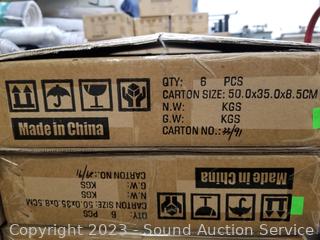 QTY: 6 PCS
CARTON SIZE: 50.0x35.0x8.5CM
N.W: KGS
G.W: KGS
CARTON NO.:
Made in China
QTY: 6 PCS
CARTON SIZE: 50.0x35.0x8.5CM
N.W: KGS
G.W: KGS
CARTON NO.:
Made in China
Copyright 2023 - Sound Auction Service